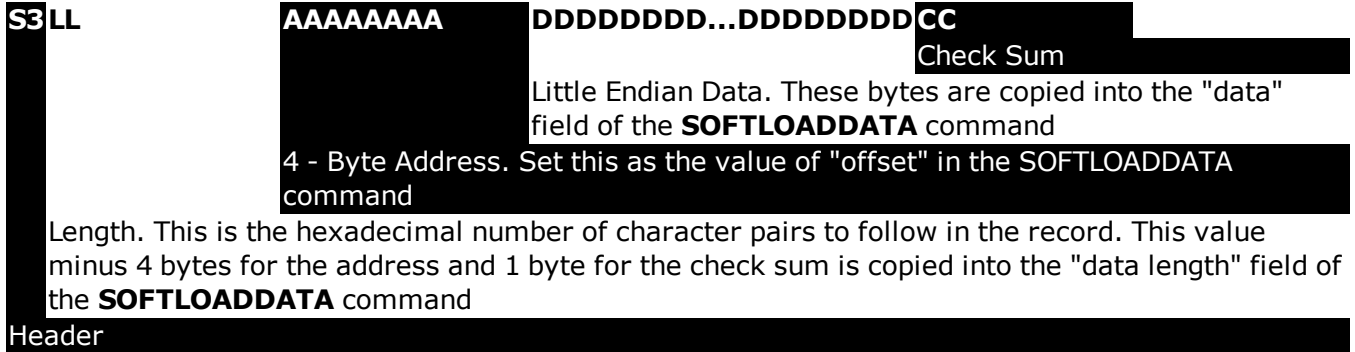 S3LL AAAAAAAA DDDDDDDD...DDDDDDDDCC
Check Sum
Little Endian Data. These bytes are copied into the "data"
field of the SOFTLOADDATA command
4 - Byte Address. Set this as the value of "offset" in the SOFTLOADDATA
command
Length. This is the hexadecimal number of character pairs to follow in the record. This value
minus 4 bytes for the address and 1 byte for the check sum is copied into the "data length" field of
the SOFTLOADDATA command
Header